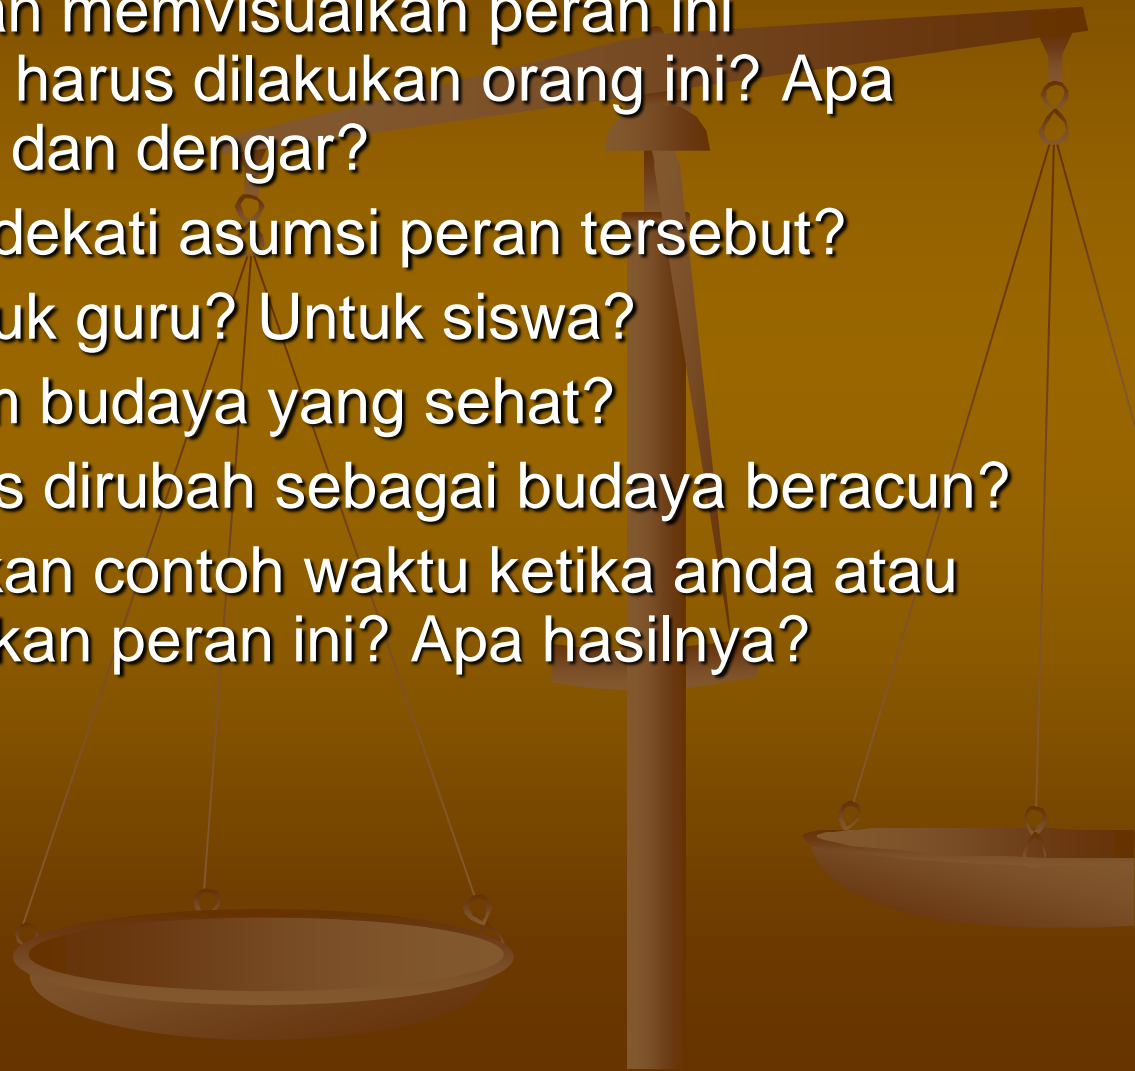 an memvisualkan peran ini
harus dilakukan orang ini? Apa
dan dengar?
dekati asumsi peran tersebut?
uk guru? Untuk siswa?
budaya yang sehat?
s dirubah sebagai budaya beracun?
kan contoh waktu ketika anda atau
kan peran ini? Apa hasilnya?